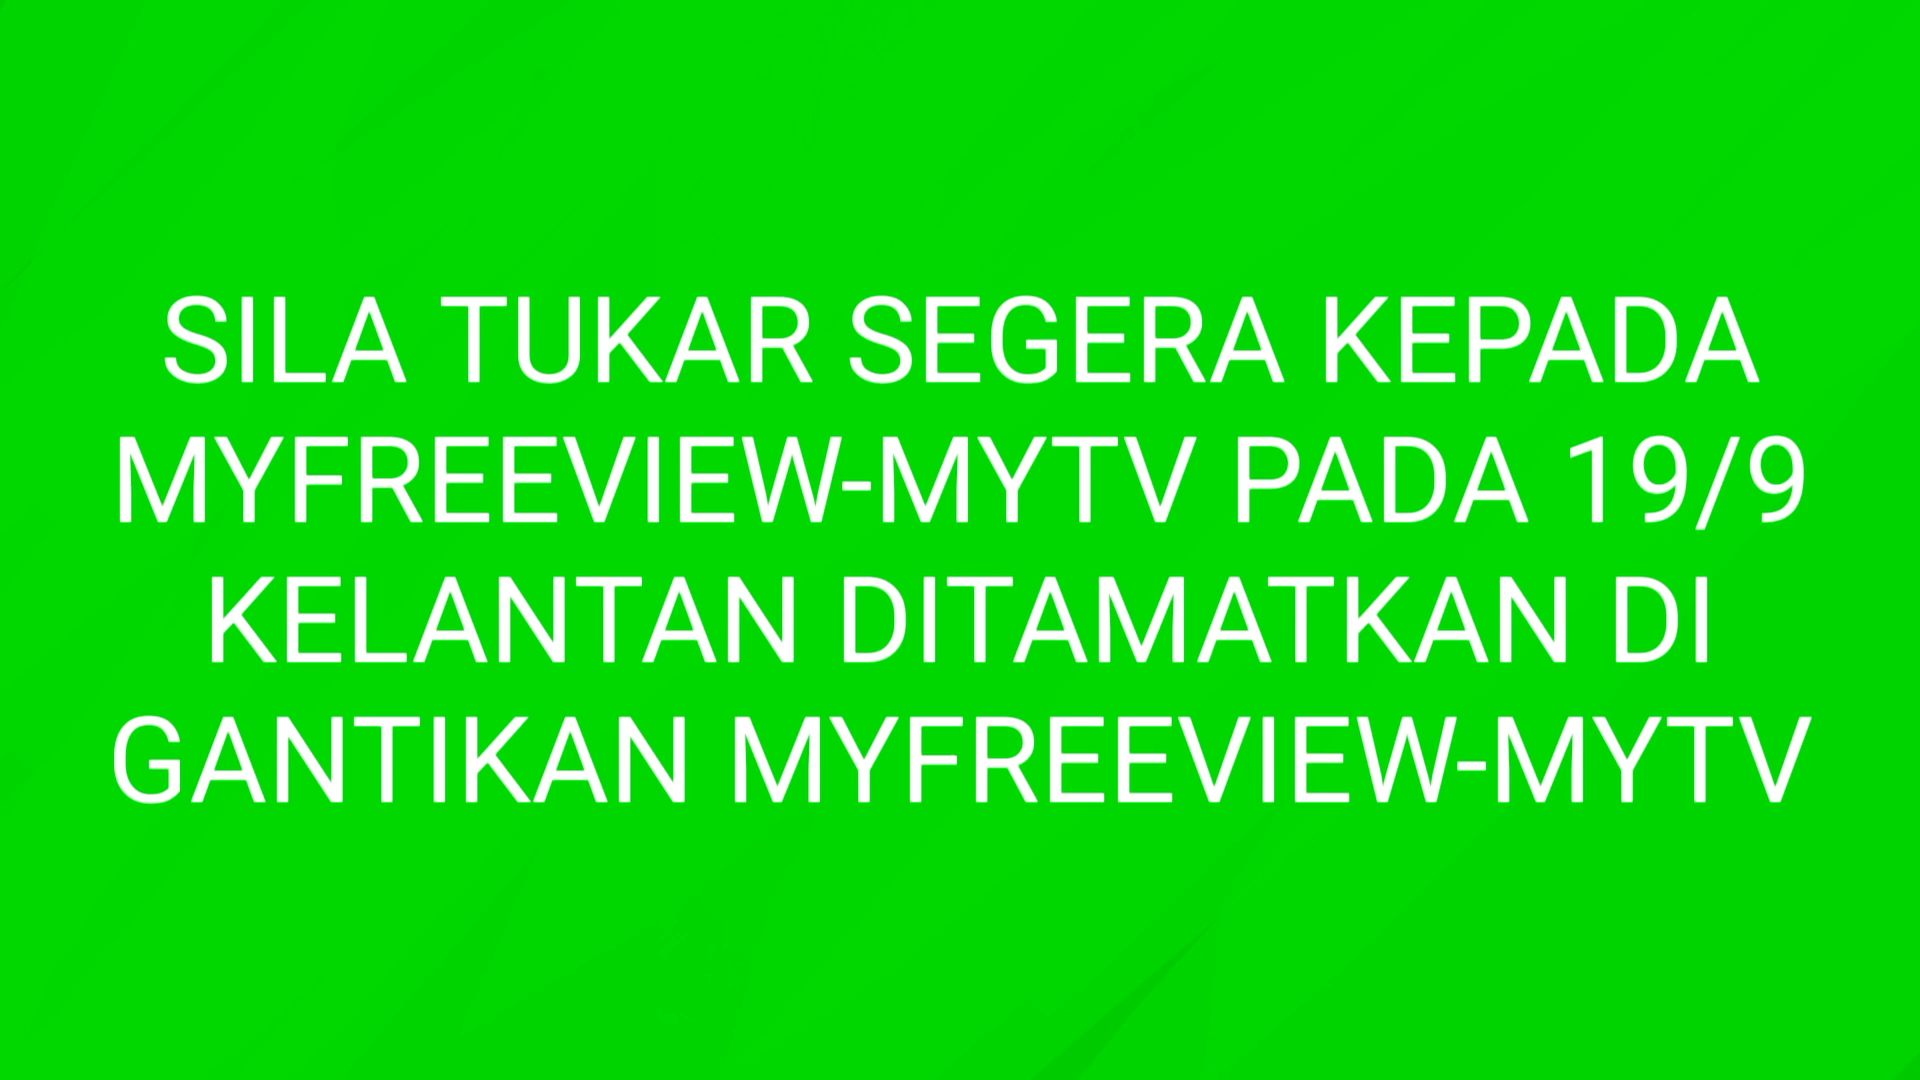 SILA TUKAR SEGERA KEPADA
MYFREEVIEW-MYTV PADA 19/9
KELANTAN DITAMATKAN DI
GANTIKAN MYFREEVIEW-MYTV